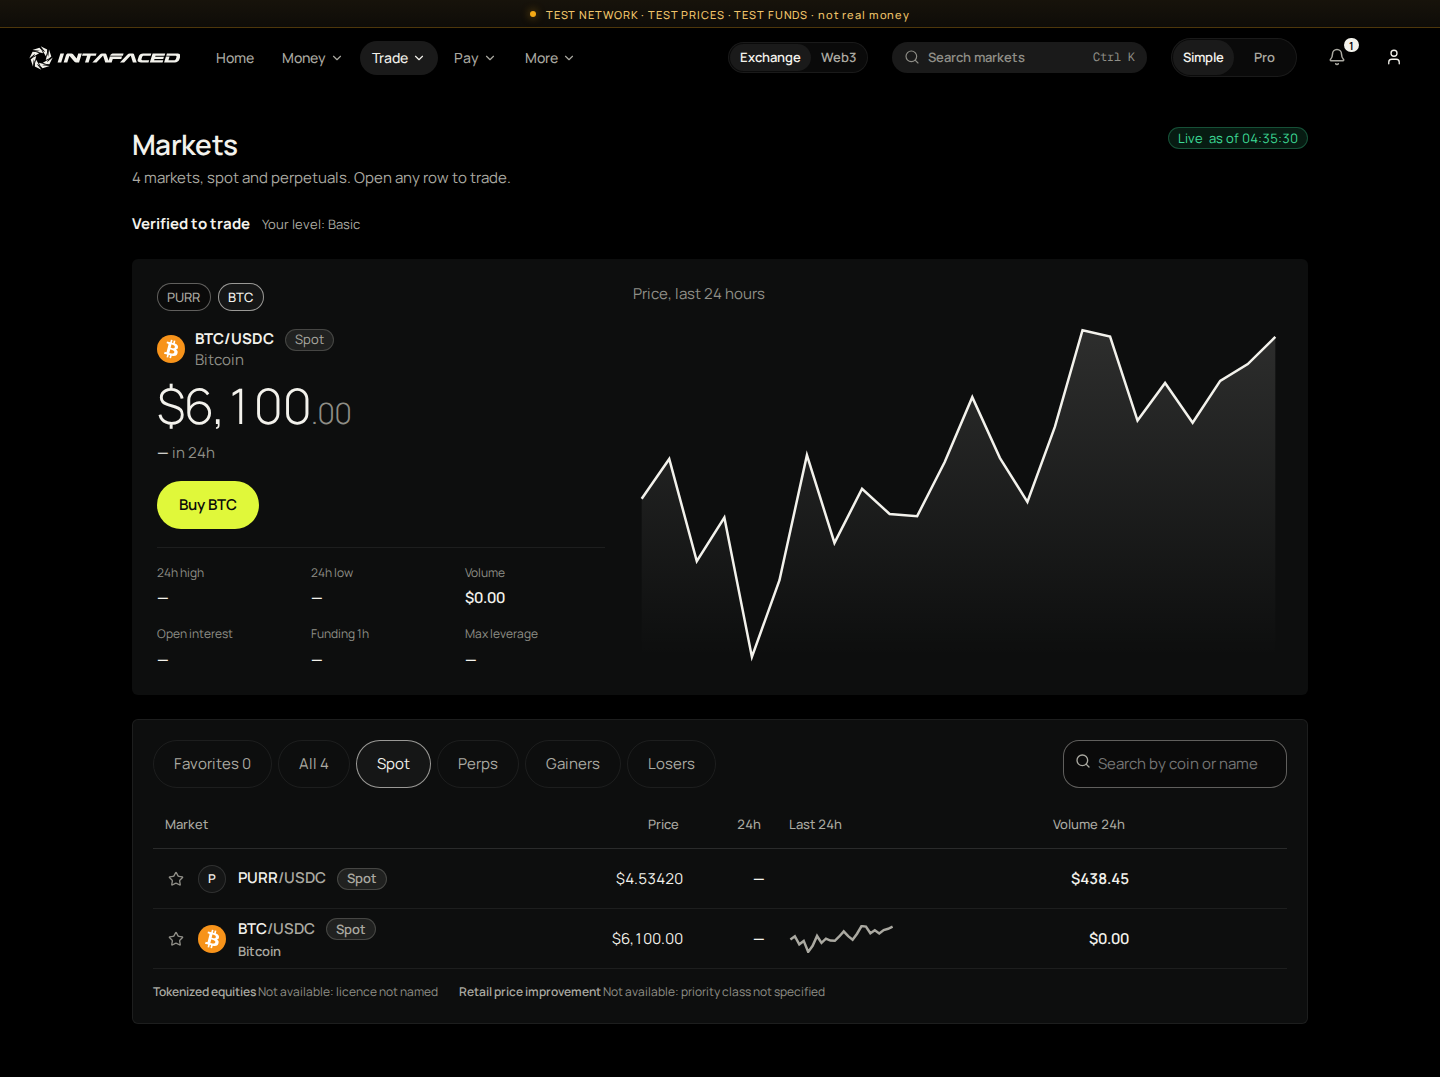 TEST NETWORK · TEST PRICES · TEST FUNDS · not real money
INTAFACED Home Money Trade Pay More Exchange Web3 Search markets Ctrl K Simple Pro 1
Markets
Live as of 04:35:30
4 markets, spot and perpetuals. Open any row to trade.
Verified to trade Your level: Basic
PURR BTC
Price, last 24 hours
BTC/USDC Spot
Bitcoin
$6,100.00
— in 24h
Buy BTC
24h high 24h low Volume
— — $0.00
Open interest Funding 1h Max leverage
— — —
Favorites 0 All 4 Spot Perps Gainers Losers Search by coin or name
Market Price 24h Last 24h Volume 24h
P PURR/USDC Spot $4.53420 — $438.45
BTC/USDC Spot $6,100.00 — $0.00
Bitcoin
Tokenized equities Not available: licence not named Retail price improvement Not available: priority class not specified